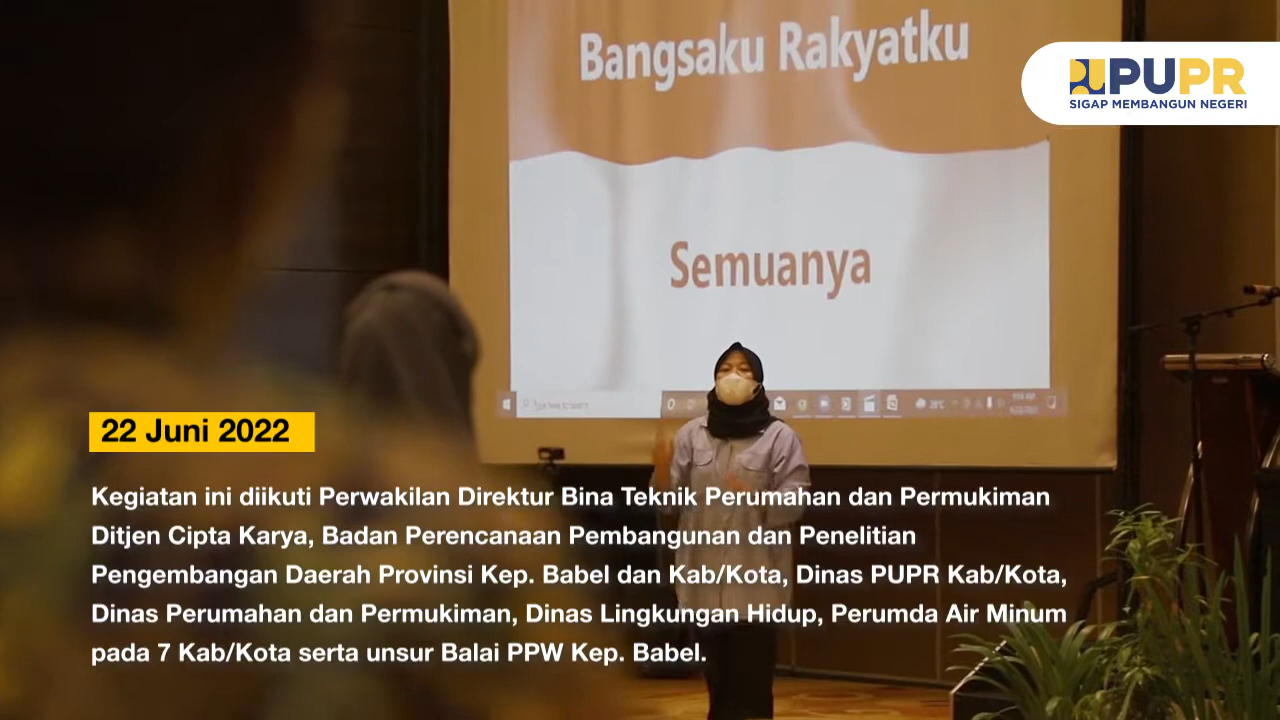 Bangsaku Rakyatku
PUPR
SIGAP MEMBANGUN NEGERI
Semuanya
22 Juni 2022
Kegiatan ini diikuti Perwakilan Direktur Bina Teknik Perumahan dan Permukiman
Ditjen Cipta Karya, Badan Perencanaan Pembangunan dan Penelitian
Pengembangan Daerah Provinsi Kep. Babel dan Kab/Kota, Dinas PUPR Kab/Kota,
Dinas Perumahan dan Permukiman, Dinas Lingkungan Hidup, Perumda Air Minum
pada 7 Kab/Kota serta unsur Balai PPW Kep. Babel.